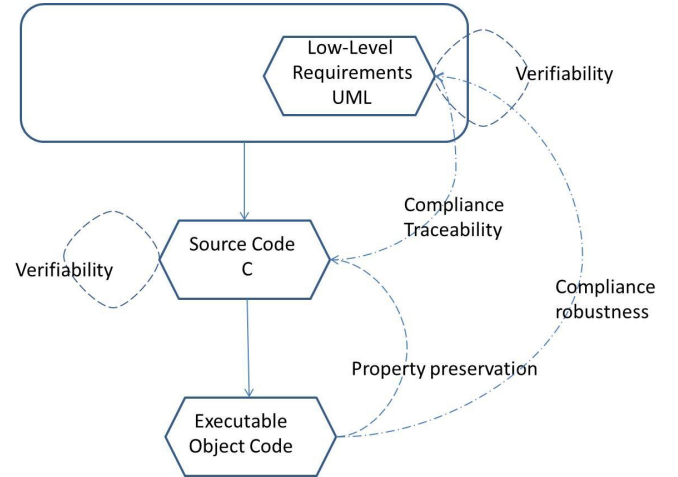 Low-Level
Requirements
UML
Verifiability
Compliance
Traceability
Source Code
C
Verifiability
Compliance
robustness
Property preservation
Executable
Object Code